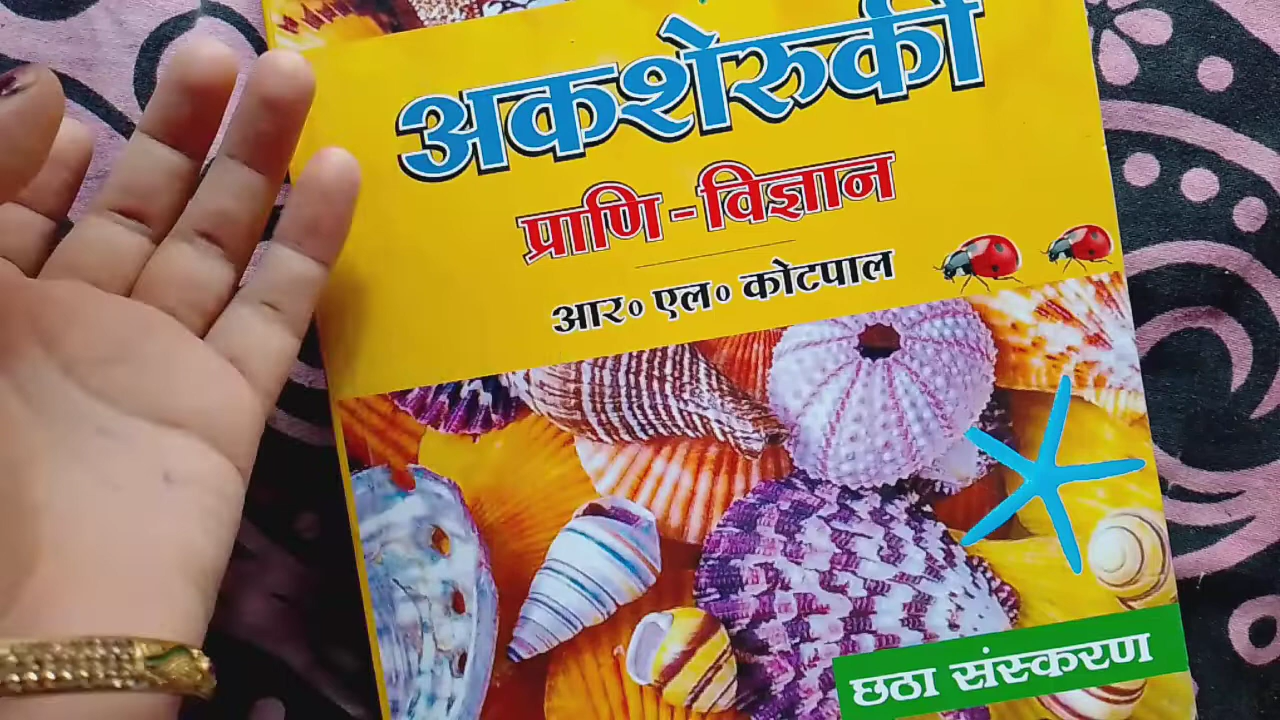 अकशेरुकी
प्राणि-विज्ञान
आर० एल० कोटपाल
छठा संस्करण